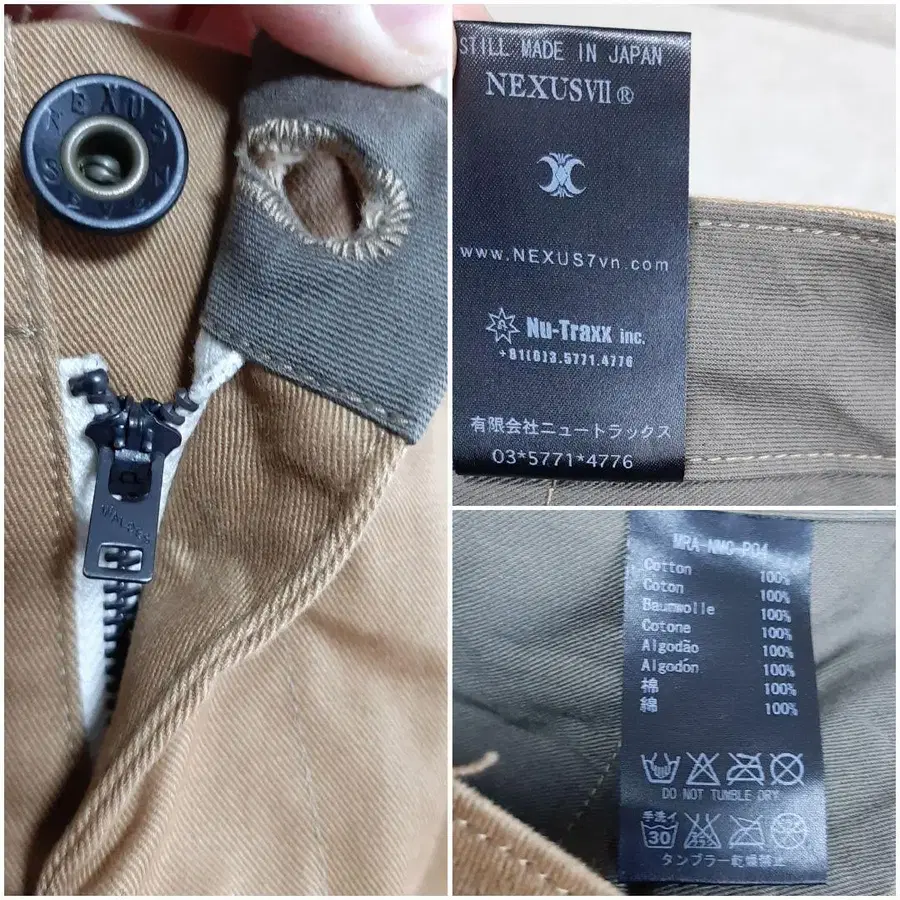 NEXUS
SEVEN
WALDES
STILL MADE IN JAPAN
NEXUSVII®
www.NEXUS7vn.com
Nu-Traxx inc.
+81(0)3.5771.4776
有限会社ニュートラックス
03*5771*4776
MRA-NMC-P04
Cotton 100%
Coton 100%
Baumwolle 100%
Cotone 100%
Algodão 100%
Algodón 100%
棉 100%
綿 100%
DO NOT TUMBLE DRY
手洗イ
30
タンブラー乾燥禁止